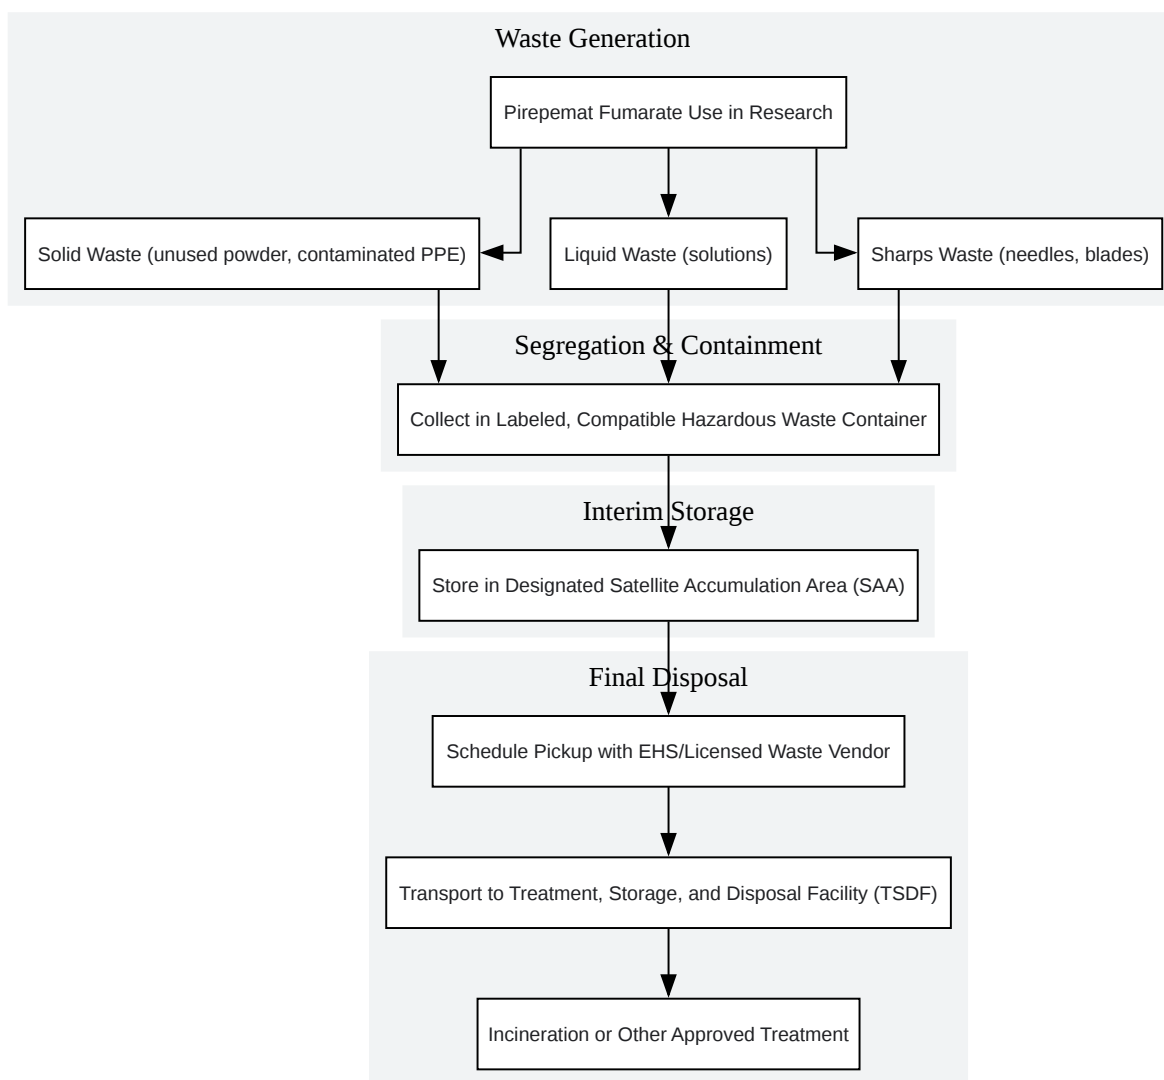 Waste Generation
Pirepemat Fumarate Use in Research
Solid Waste (unused powder, contaminated PPE)
Liquid Waste (solutions)
Sharps Waste (needles, blades)
Segregation & Containment
Collect in Labeled, Compatible Hazardous Waste Container
Interim Storage
Store in Designated Satellite Accumulation Area (SAA)
Final Disposal
Schedule Pickup with EHS/Licensed Waste Vendor
Transport to Treatment, Storage, and Disposal Facility (TSDF)
Incineration or Other Approved Treatment